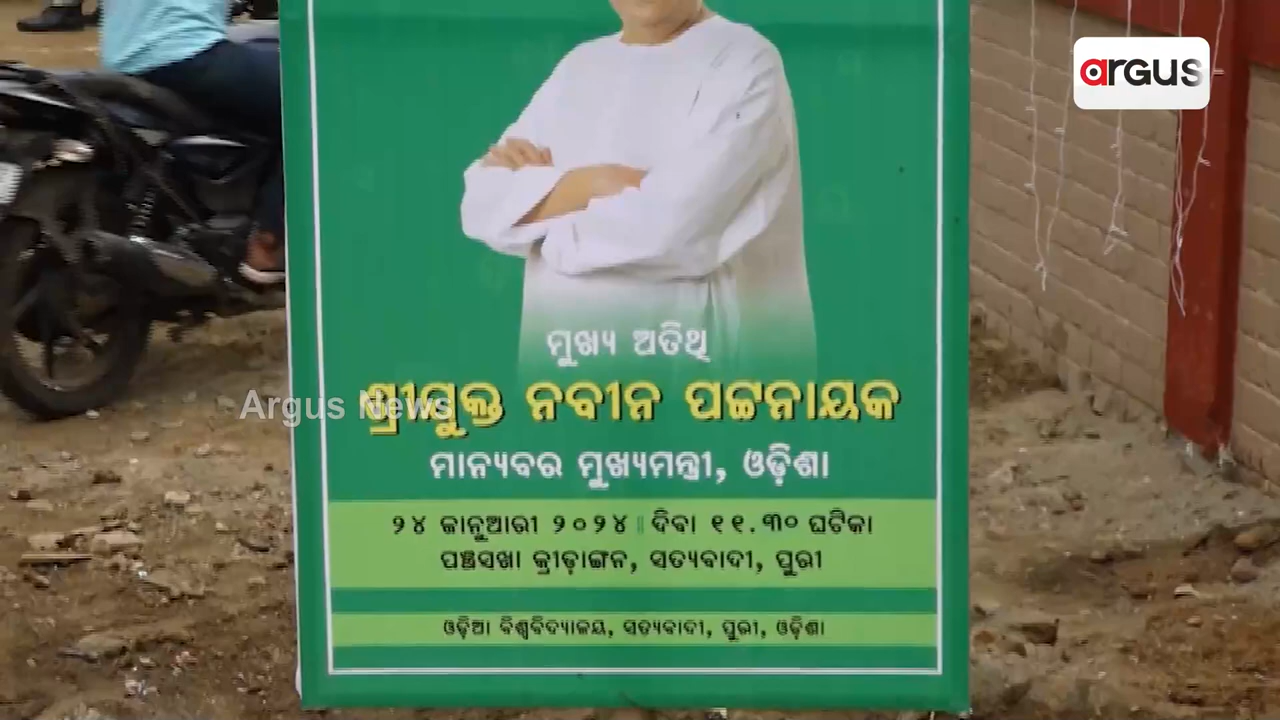 argus
ମୁଖ୍ୟ ଅତିଥି
ଶ୍ରୀଯୁକ୍ତ ନବୀନ ପଟ୍ଟନାୟକ
Argus News
ମାନ୍ୟବର ମୁଖ୍ୟମନ୍ତ୍ରୀ, ଓଡ଼ିଶା
୨୪ ଜାନୁଆରୀ ୨୦୨୪ ॥ ଦିବା ୧୧.୩୦ ଘଟିକା
ପଞ୍ଚସଖା କ୍ରୀଡ଼ାଙ୍ଗନ, ସତ୍ୟବାଦୀ, ପୁରୀ
ଓଡ଼ିଆ ବିଶ୍ୱବିଦ୍ୟାଳୟ, ସତ୍ୟବାଦୀ, ପୁରୀ, ଓଡ଼ିଶା